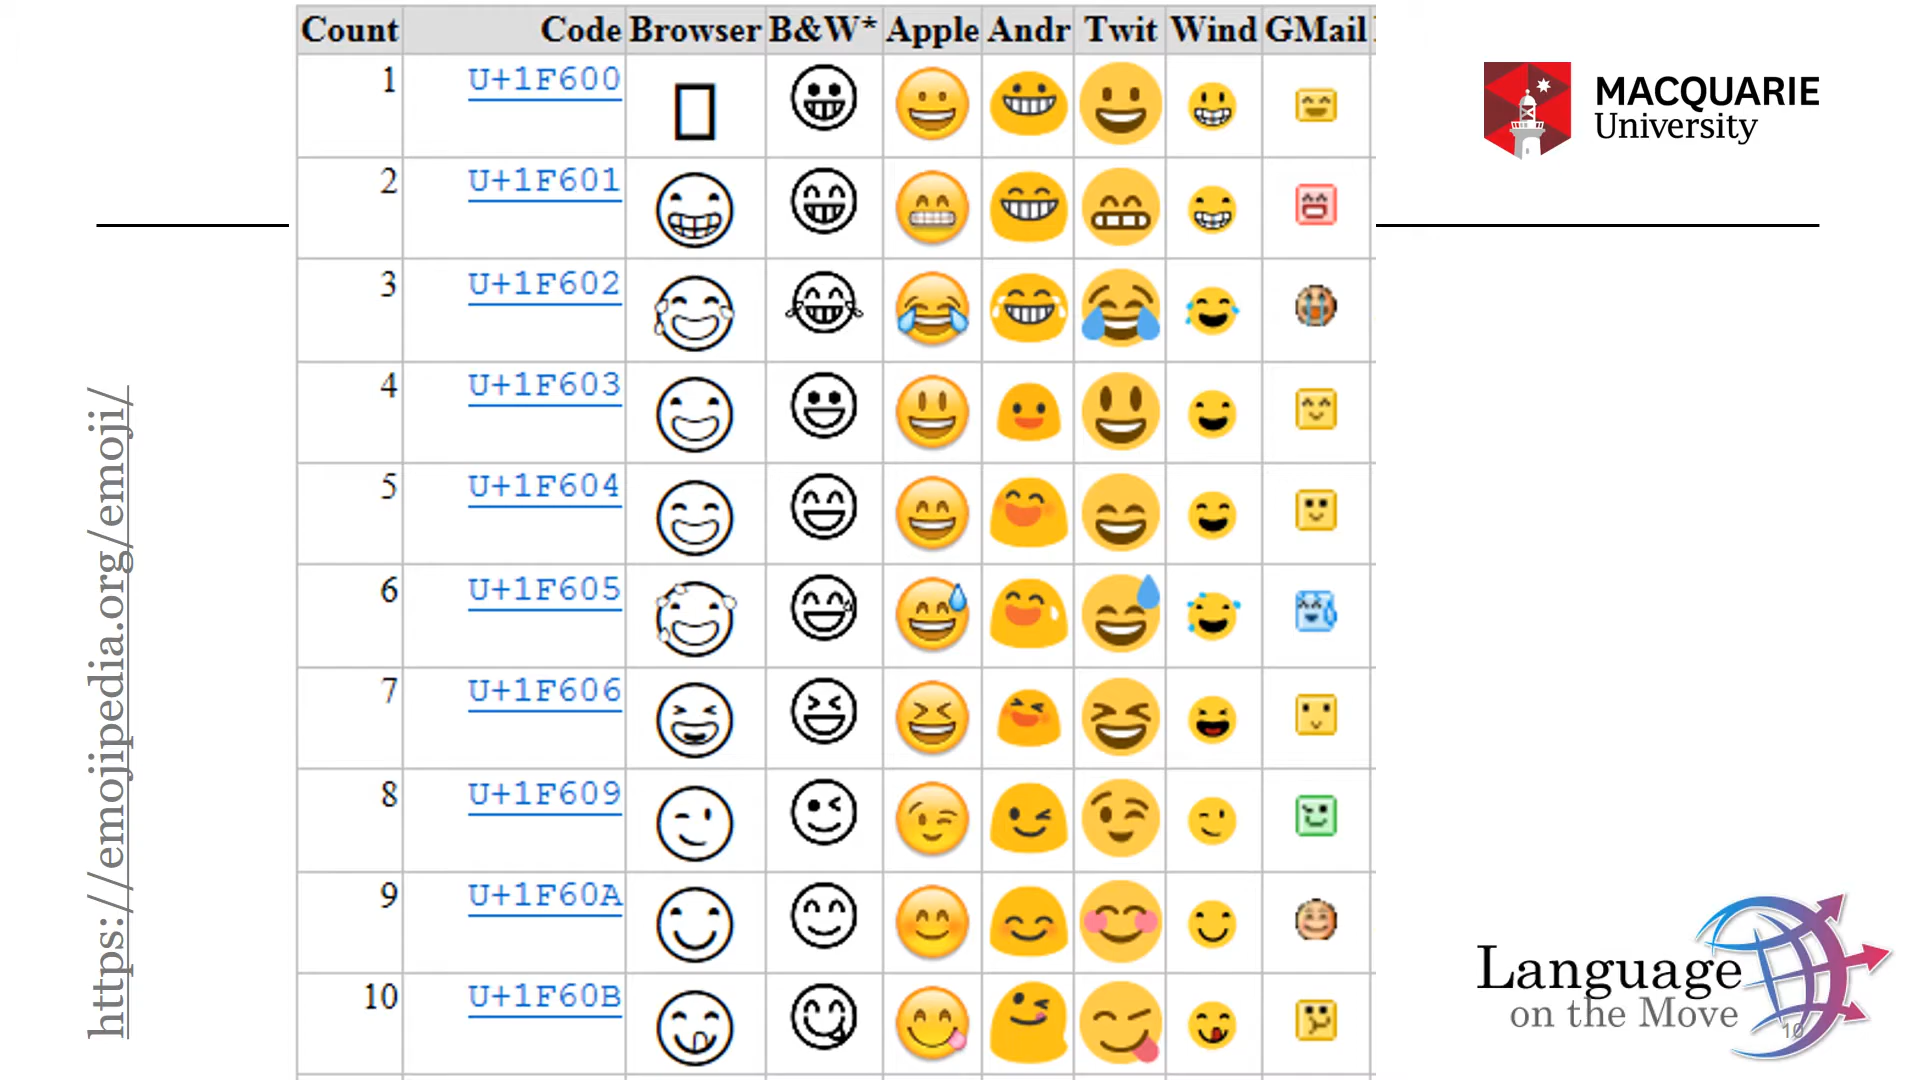 Count Code Browser B&W* Apple Andr Twit Wind GMail
1 U+1F600
2 U+1F601
3 U+1F602
4 U+1F603
5 U+1F604
6 U+1F605
7 U+1F606
8 U+1F609
9 U+1F60A
10 U+1F60B
https://emojipedia.org/emoji/
MACQUARIE
University
Language
on the Move
10